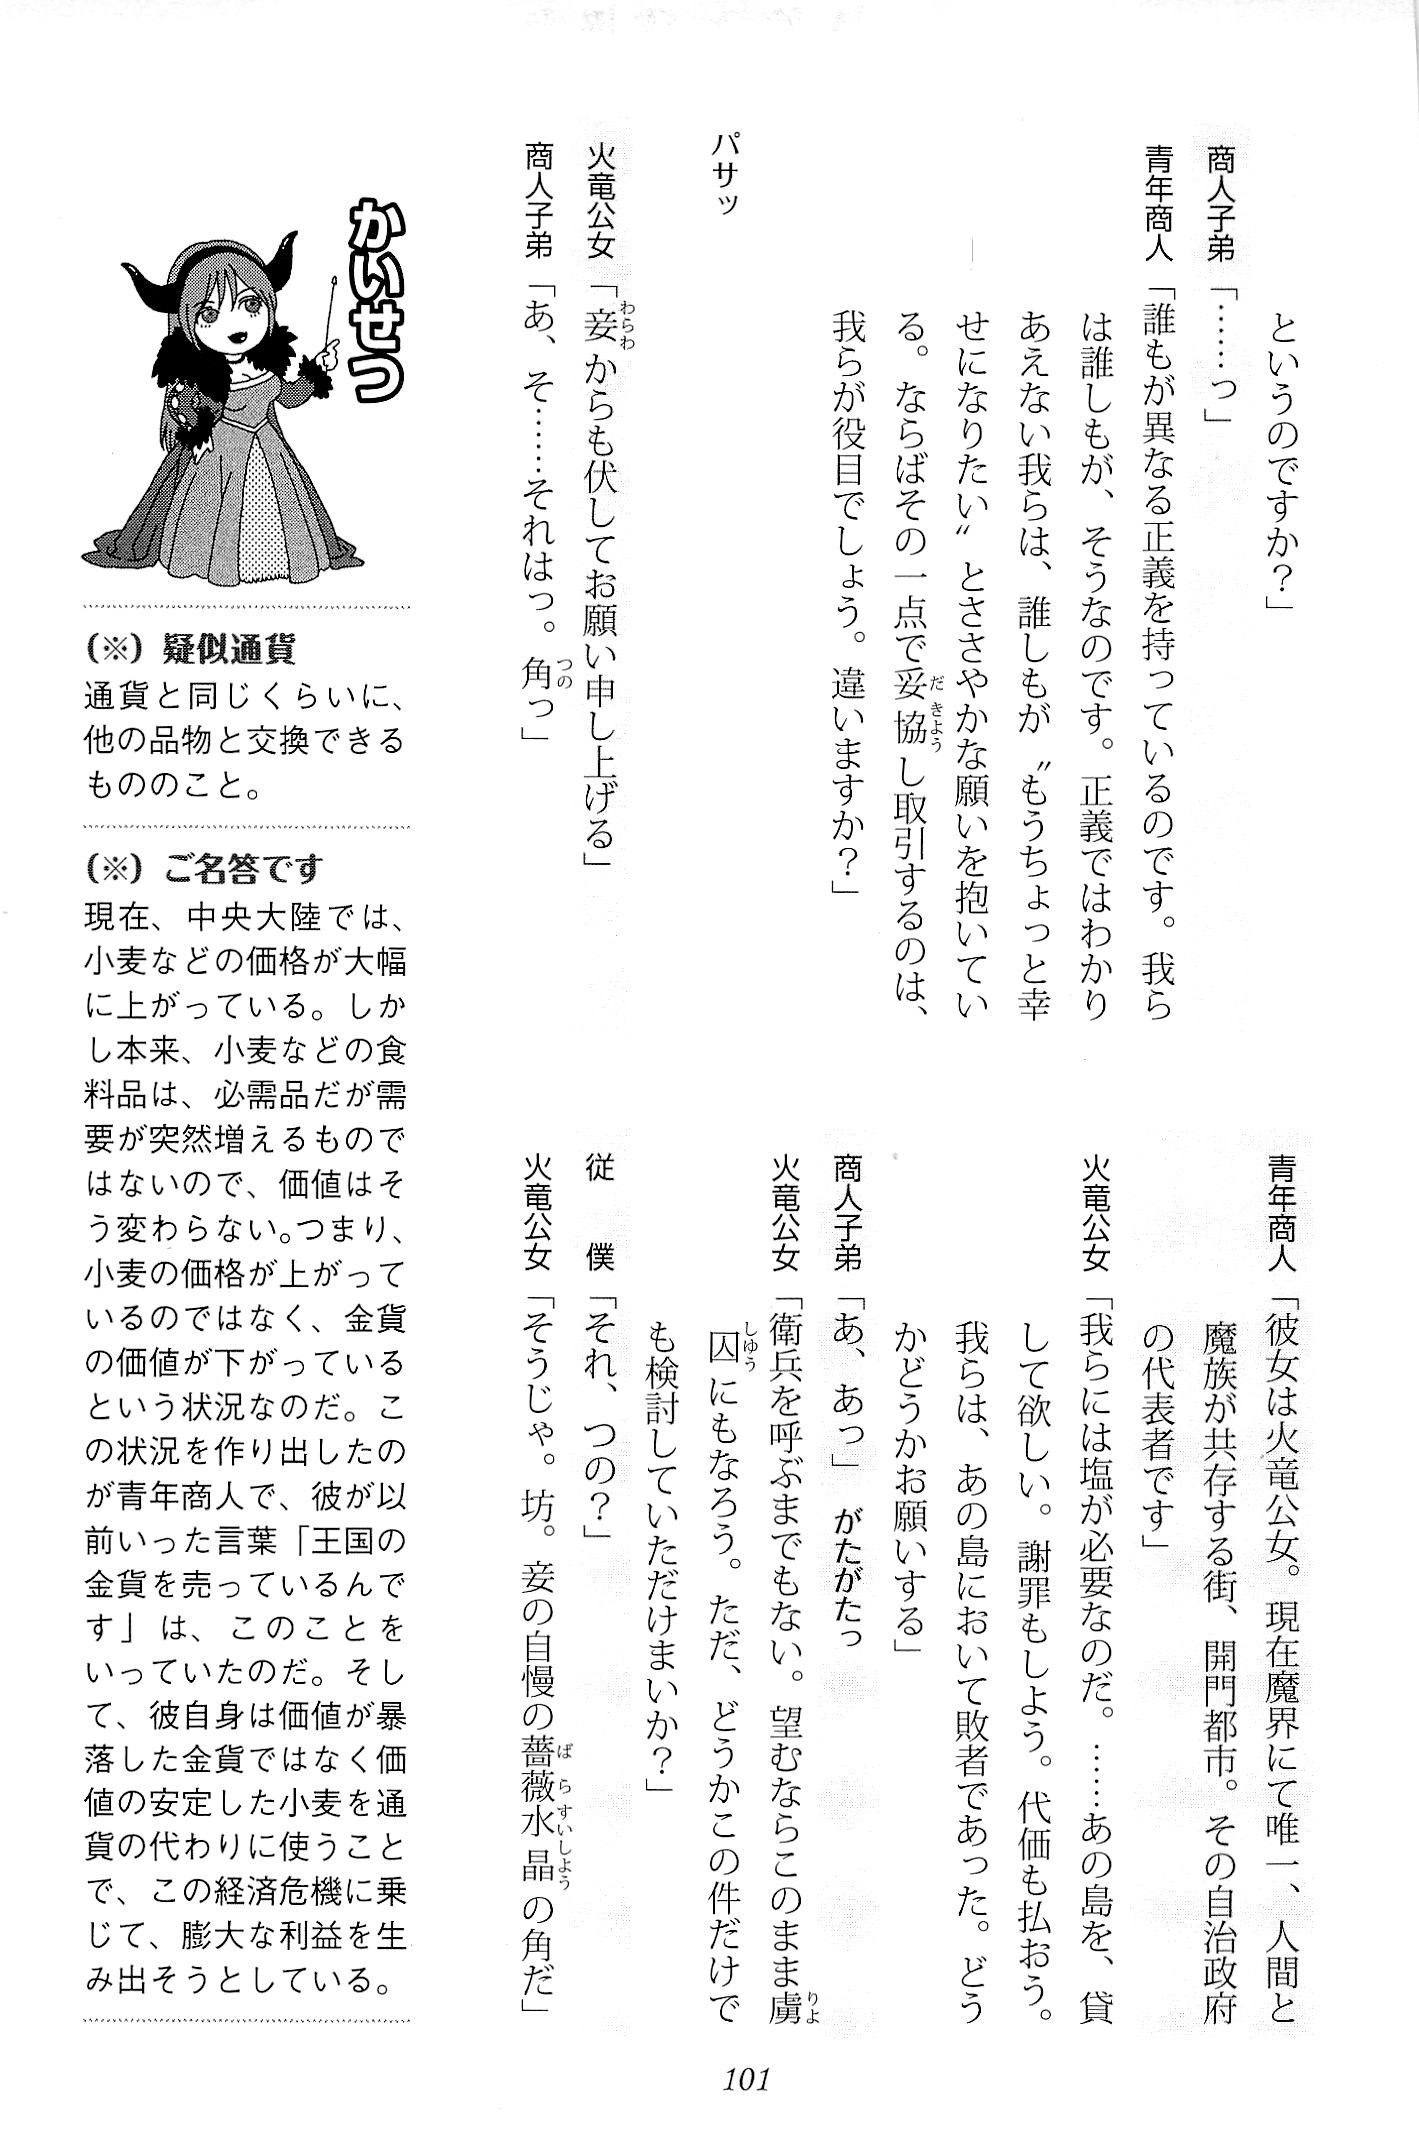 というのですか？」
商人子弟「……っ」
青年商人「誰もが異なる正義を持っているのです。我ら
は誰しもが、そうなのです。正義ではわかり
あえない我らは、誰しもが〝もうちょっと幸
せになりたい〟とささやかな願いを抱いてい
る。ならばその一点で妥協し取引するのは、
我らが役目でしょう。違いますか？」
パサッ
火竜公女「妾からも伏してお願い申し上げる」
商人子弟「あ、そ……それはっ。角っ」
青年商人「彼女は火竜公女。現在魔界にて唯一、人間と
魔族が共存する街、開門都市。その自治政府
の代表者です」
火竜公女「我らには塩が必要なのだ。……あの島を、貸
して欲しい。謝罪もしよう。代価も払おう。
我らは、あの島において敗者であった。どう
かどうかお願いする」
商人子弟「あ、あっ」　がたがたっ
火竜公女「衛兵を呼ぶまでもない。望むならこのまま虜
囚にもなろう。ただ、どうかこの件だけで
も検討していただけまいか？」
従　僕「それ、つの？」
火竜公女「そうじゃ。坊。妾の自慢の薔薇水晶の角だ」
かいせつ
（※）疑似通貨
通貨と同じくらいに、
他の品物と交換できる
もののこと。
（※）ご名答です
現在、中央大陸では、
小麦などの価格が大幅
に上がっている。しか
し本来、小麦などの食
料品は、必需品だが需
要が突然増えるもので
はないので、価値はそ
う変わらない。つまり、
小麦の価格が上がって
いるのではなく、金貨
の価値が下がっている
という状況なのだ。こ
の状況を作り出したの
が青年商人で、彼が以
前いった言葉「王国の
金貨を売っているんで
す」は、このことを
いっていたのだ。そし
て、彼自身は価値が暴
落した金貨ではなく価
値の安定した小麦を通
貨の代わりに使うこと
で、この経済危機に乗
じて、膨大な利益を生
み出そうとしている。
101